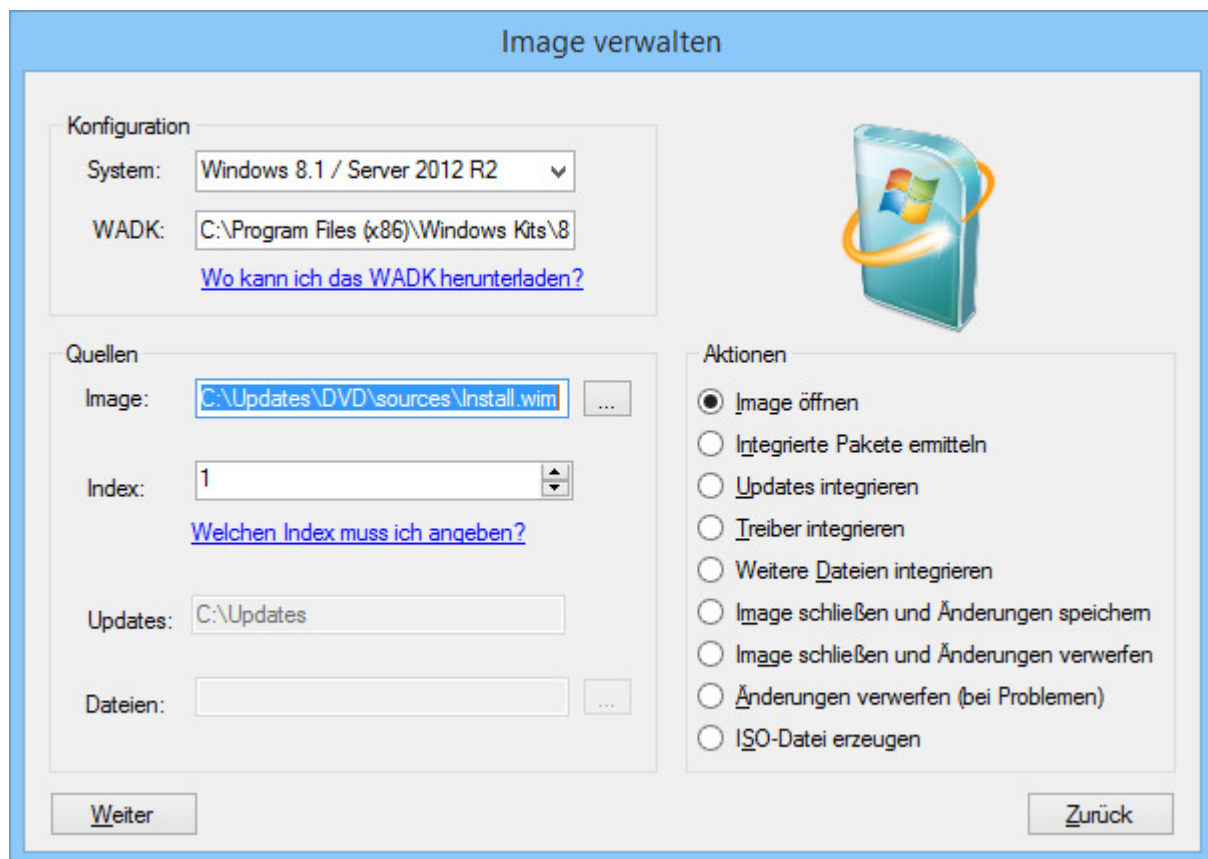 Image verwalten
Konfiguration
System: Windows 8.1 / Server 2012 R2
WADK: C:\Program Files (x86)\Windows Kits\8
Wo kann ich das WADK herunterladen?
Quellen
Image: C:\Updates\DVD\sources\Install.wim ...
Index: 1
Welchen Index muss ich angeben?
Updates: C:\Updates
Dateien: ...
Aktionen
Image öffnen
Integrierte Pakete ermitteln
Updates integrieren
Treiber integrieren
Weitere Dateien integrieren
Image schließen und Änderungen speichern
Image schließen und Änderungen verwerfen
Änderungen verwerfen (bei Problemen)
ISO-Datei erzeugen
Weiter
Zurück